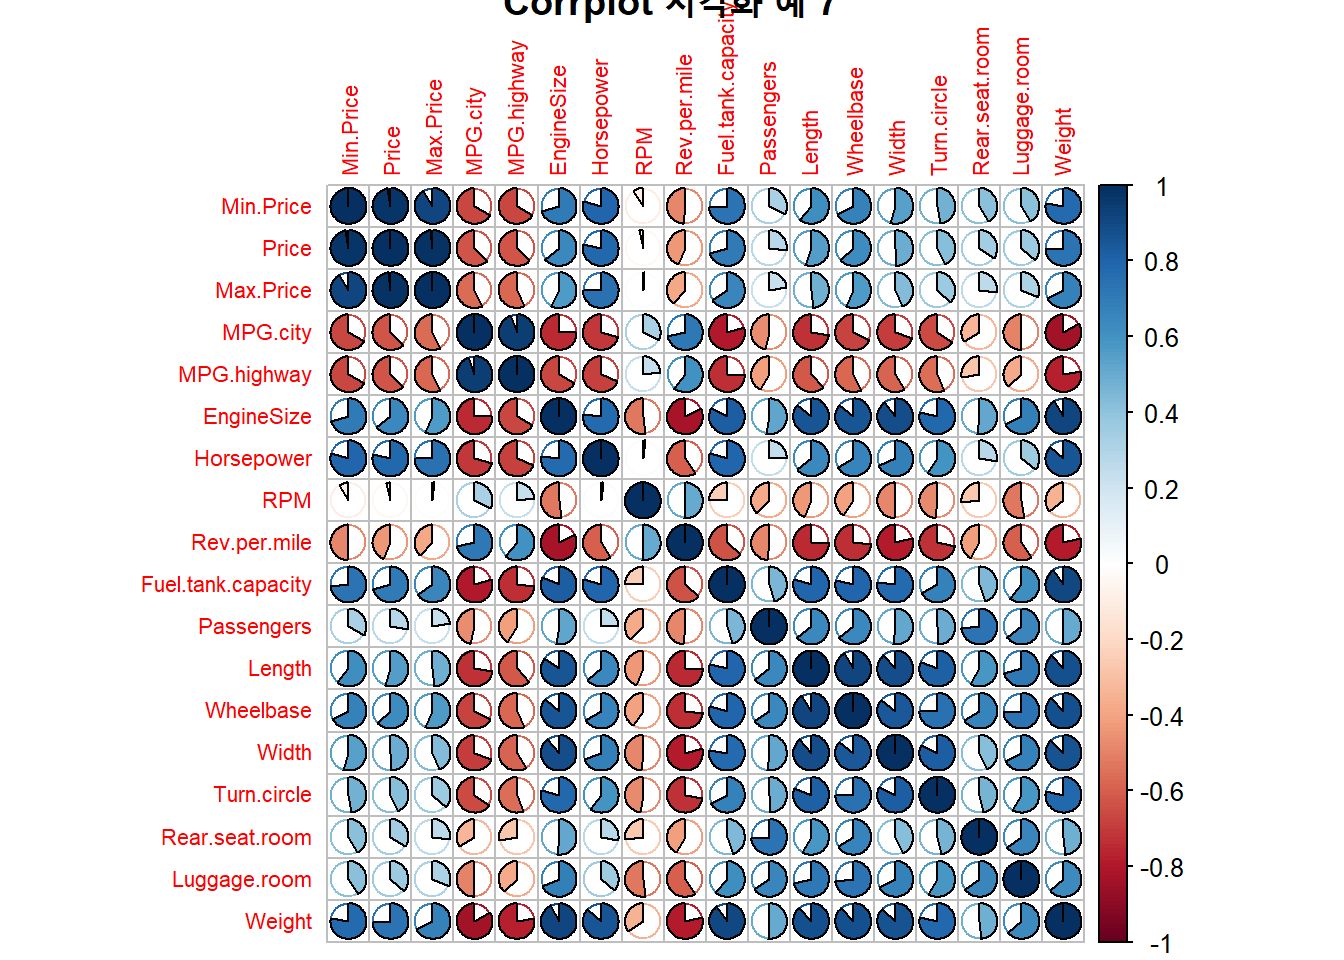 Corrplot 시각화 예 7
Min.Price
Price
Max.Price
MPG.city
MPG.highway
EngineSize
Horsepower
RPM
Rev.per.mile
Fuel.tank.capacity
Passengers
Length
Wheelbase
Width
Turn.circle
Rear.seat.room
Luggage.room
Weight
Min.Price
Price
Max.Price
MPG.city
MPG.highway
EngineSize
Horsepower
RPM
Rev.per.mile
Fuel.tank.capacity
Passengers
Length
Wheelbase
Width
Turn.circle
Rear.seat.room
Luggage.room
Weight
1
0.8
0.6
0.4
0.2
0
-0.2
-0.4
-0.6
-0.8
-1